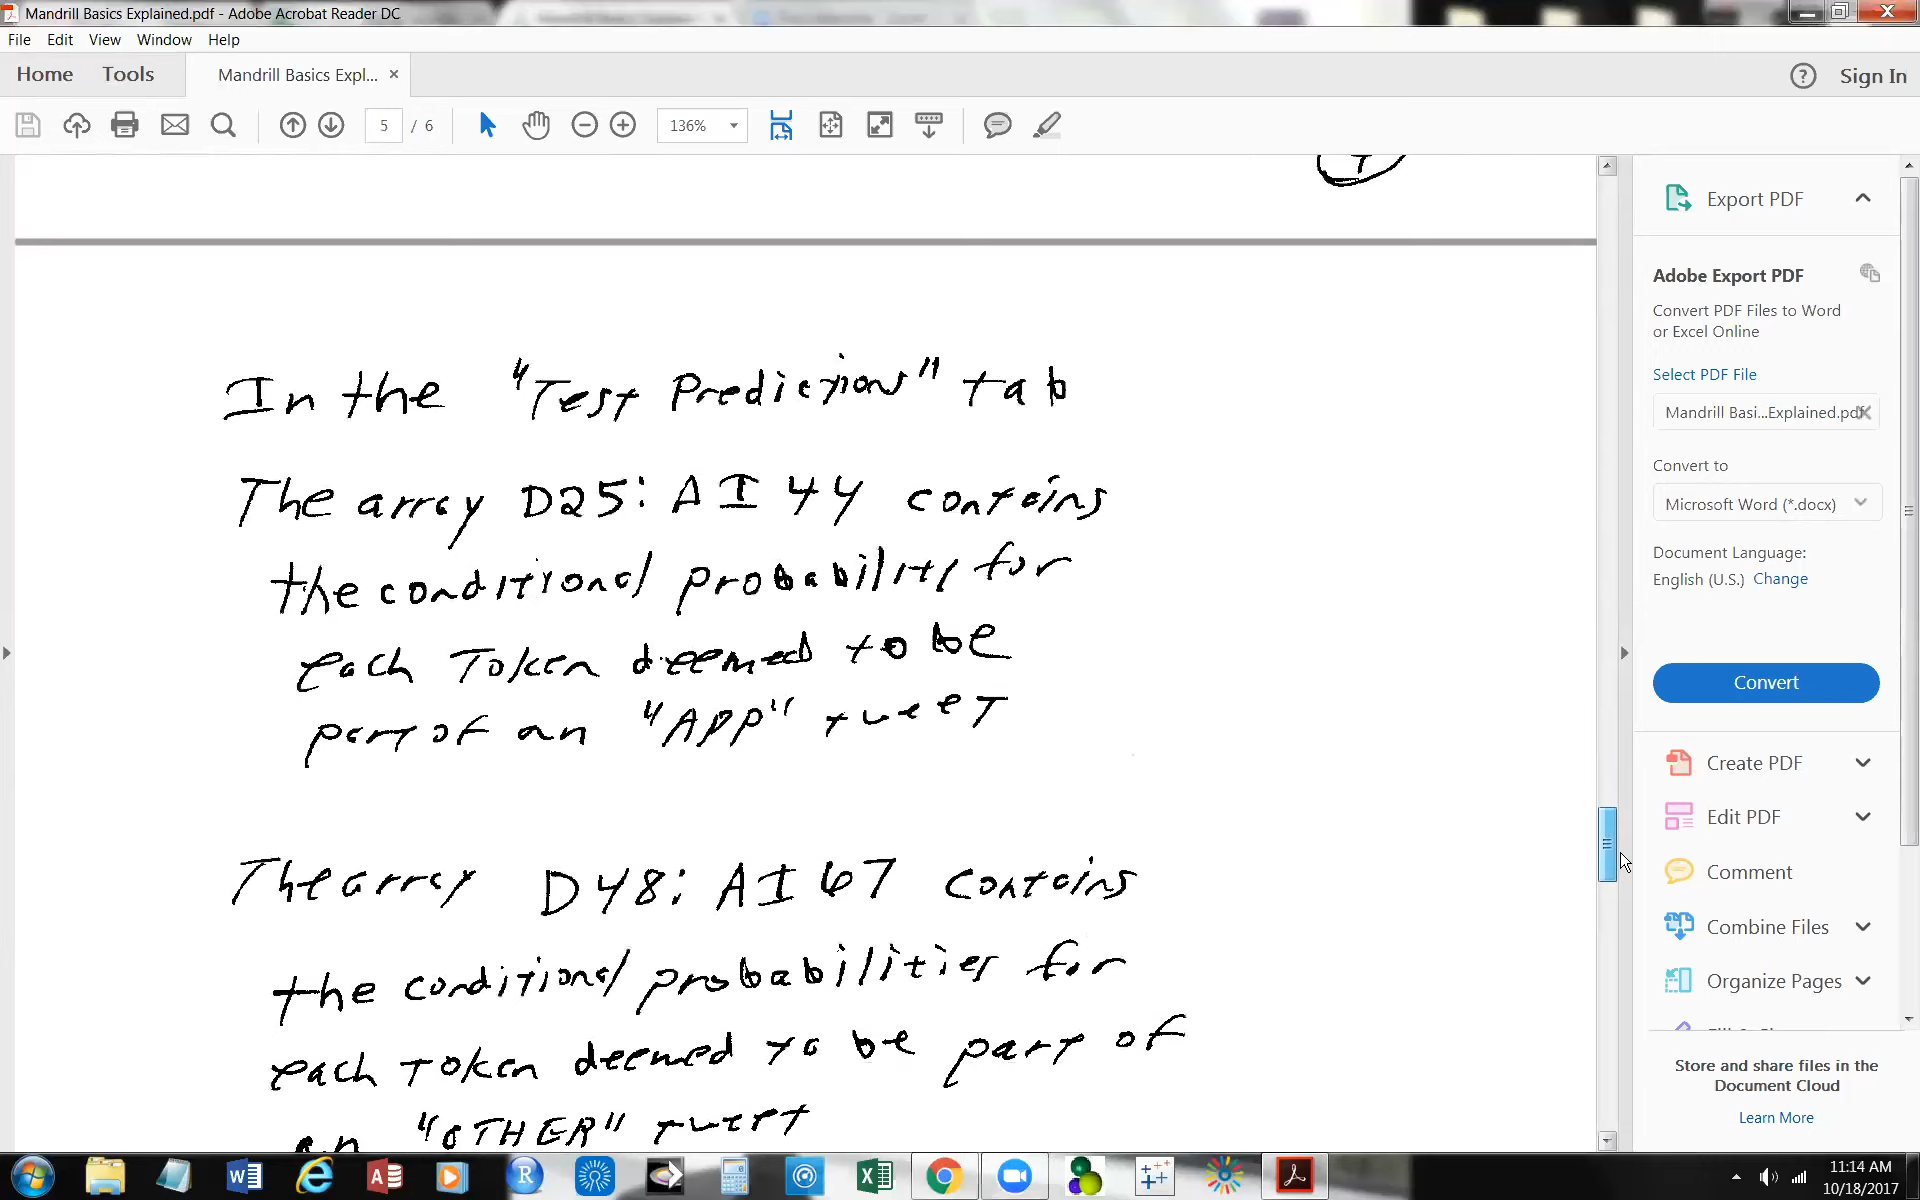 Mandrill Basics Explained.pdf - Adobe Acrobat Reader DC
File Edit View Window Help
Home Tools Mandrill Basics Expl... × Sign In
5 / 6 136%
Export PDF
Adobe Export PDF
Convert PDF Files to Word
or Excel Online
Select PDF File
Mandrill Basi...Explained.pdf
Convert to
Microsoft Word (*.docx)
Document Language:
English (U.S.) Change
Convert
Create PDF
Edit PDF
Comment
Combine Files
Organize Pages
Store and share files in the
Document Cloud
Learn More
In the "Test Predictions" tab
The array D25: AI44 contains
the conditional probability for
each Token deemed to be
part of an "APP" tweet
The array D48: AI67 contains
the conditional probabilities for
each token deemed to be part of
an "OTHER" tweet
11:14 AM
10/18/2017